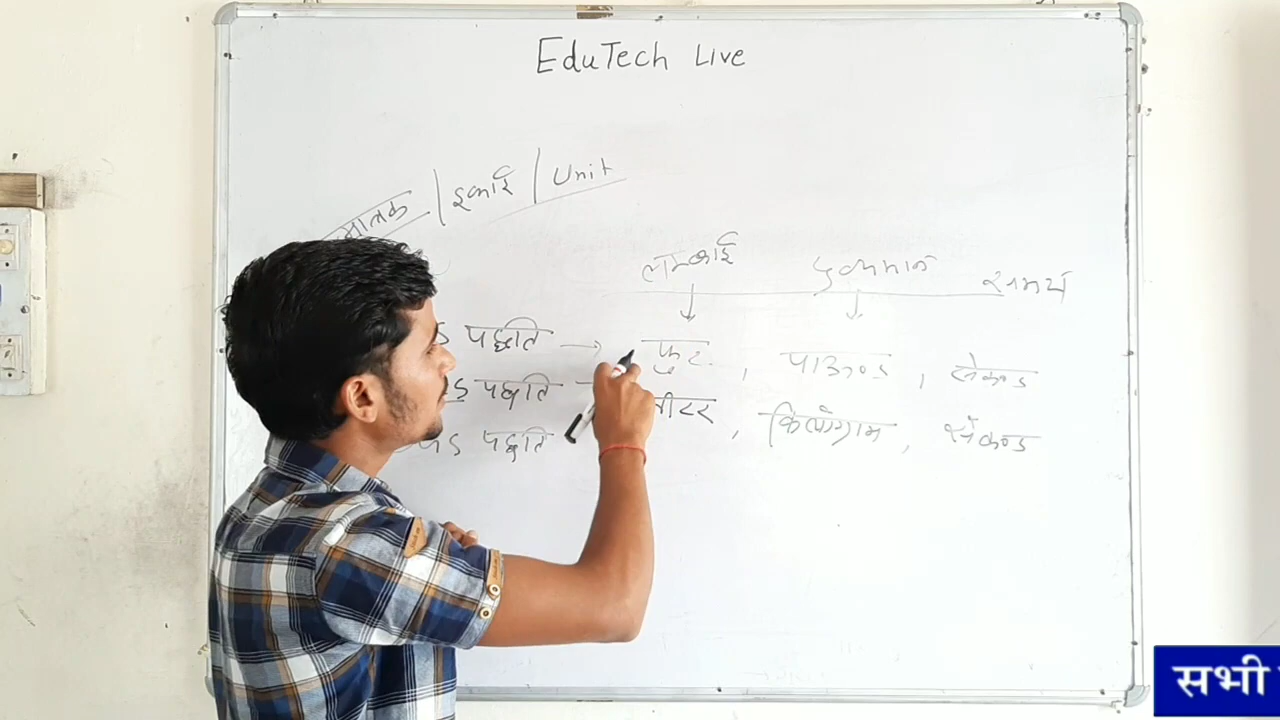 EduTech Live
मात्रक / इकाई / Unit
लम्बाई द्रव्यमान समय
पद्धति → फुट, पाउण्ड, सेकण्ड
पद्धति मीटर, किलोग्राम, सेकण्ड
पद्धति
सभी